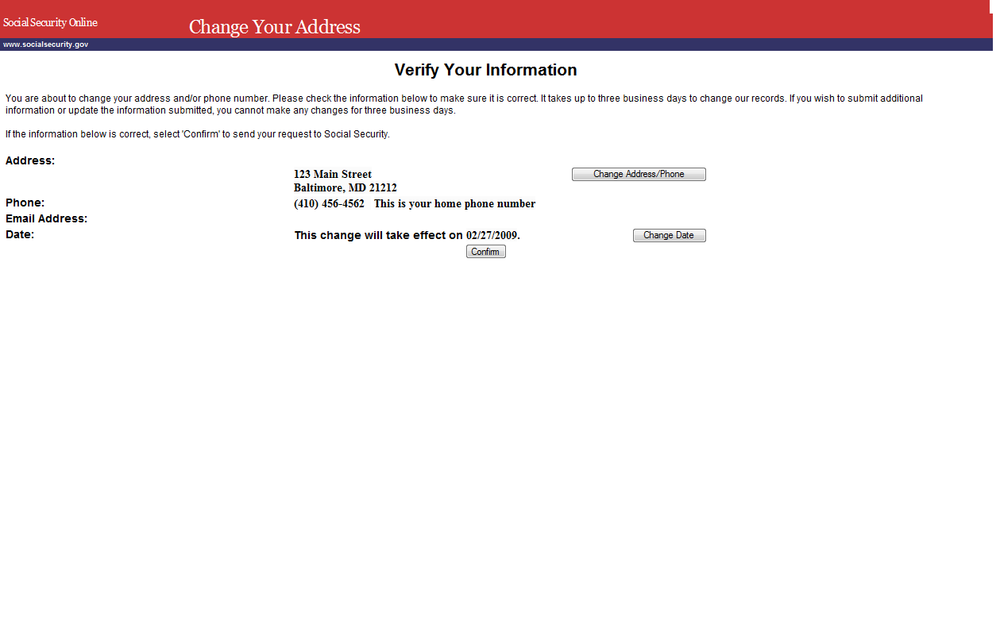 Social Security Online
Change Your Address
www.socialsecurity.gov
Verify Your Information
You are about to change your address and/or phone number. Please check the information below to make sure it is correct. It takes up to three business days to change our records. If you wish to submit additional
information or update the information submitted, you cannot make any changes for three business days.
If the information below is correct, select 'Confirm' to send your request to Social Security.
Address:
123 Main Street
Change Address/Phone
Baltimore, MD 21212
Phone:
(410) 456-4562 This is your home phone number
Email Address:
Date:
This change will take effect on 02/27/2009.
Change Date
Confirm